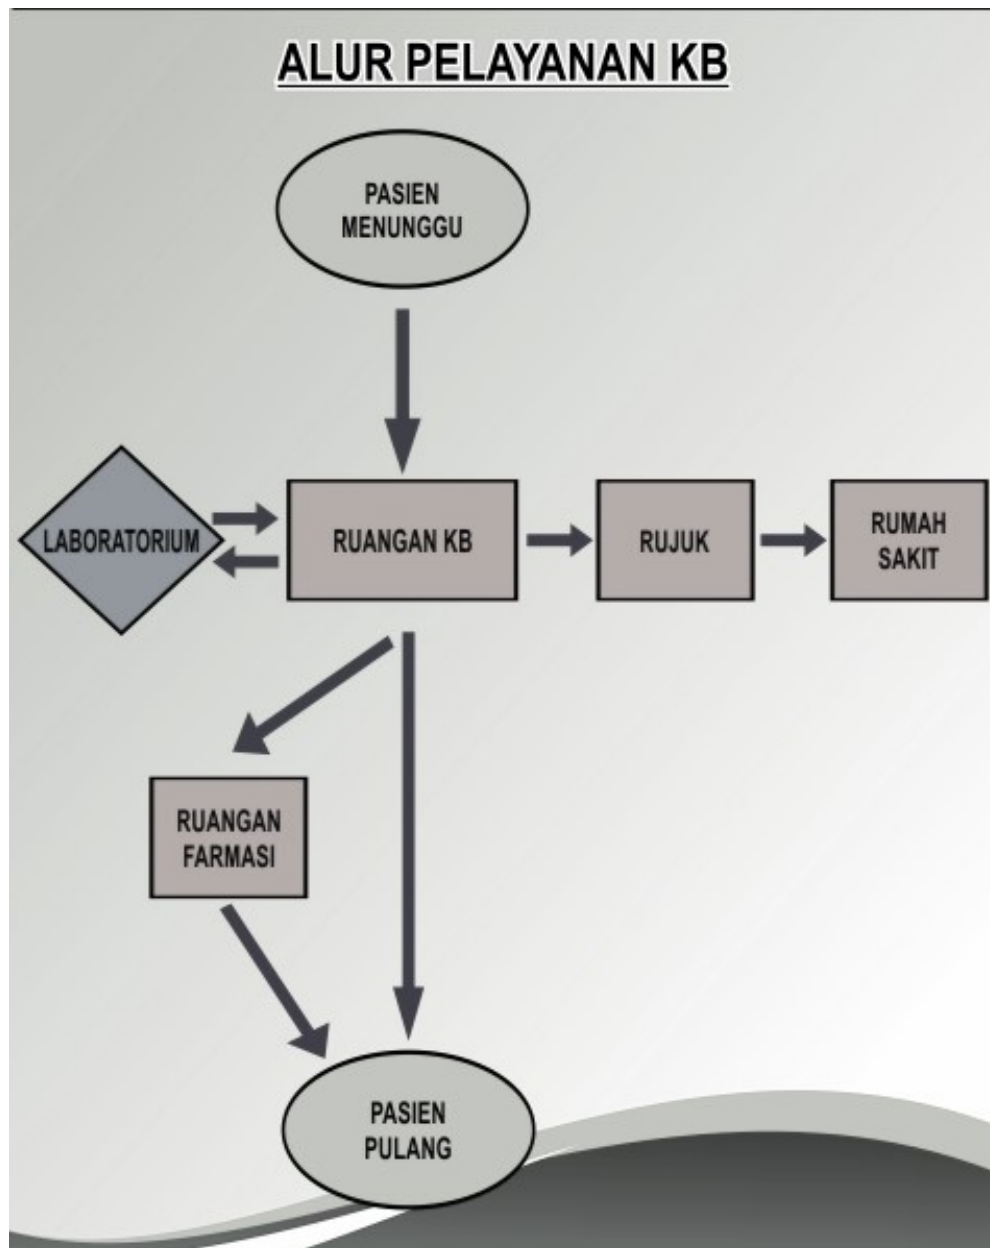 ALUR PELAYANAN KB
PASIEN
MENUNGGU
LABORATORIUM
RUANGAN KB
RUJUK
RUMAH
SAKIT
RUANGAN
FARMASI
PASIEN
PULANG